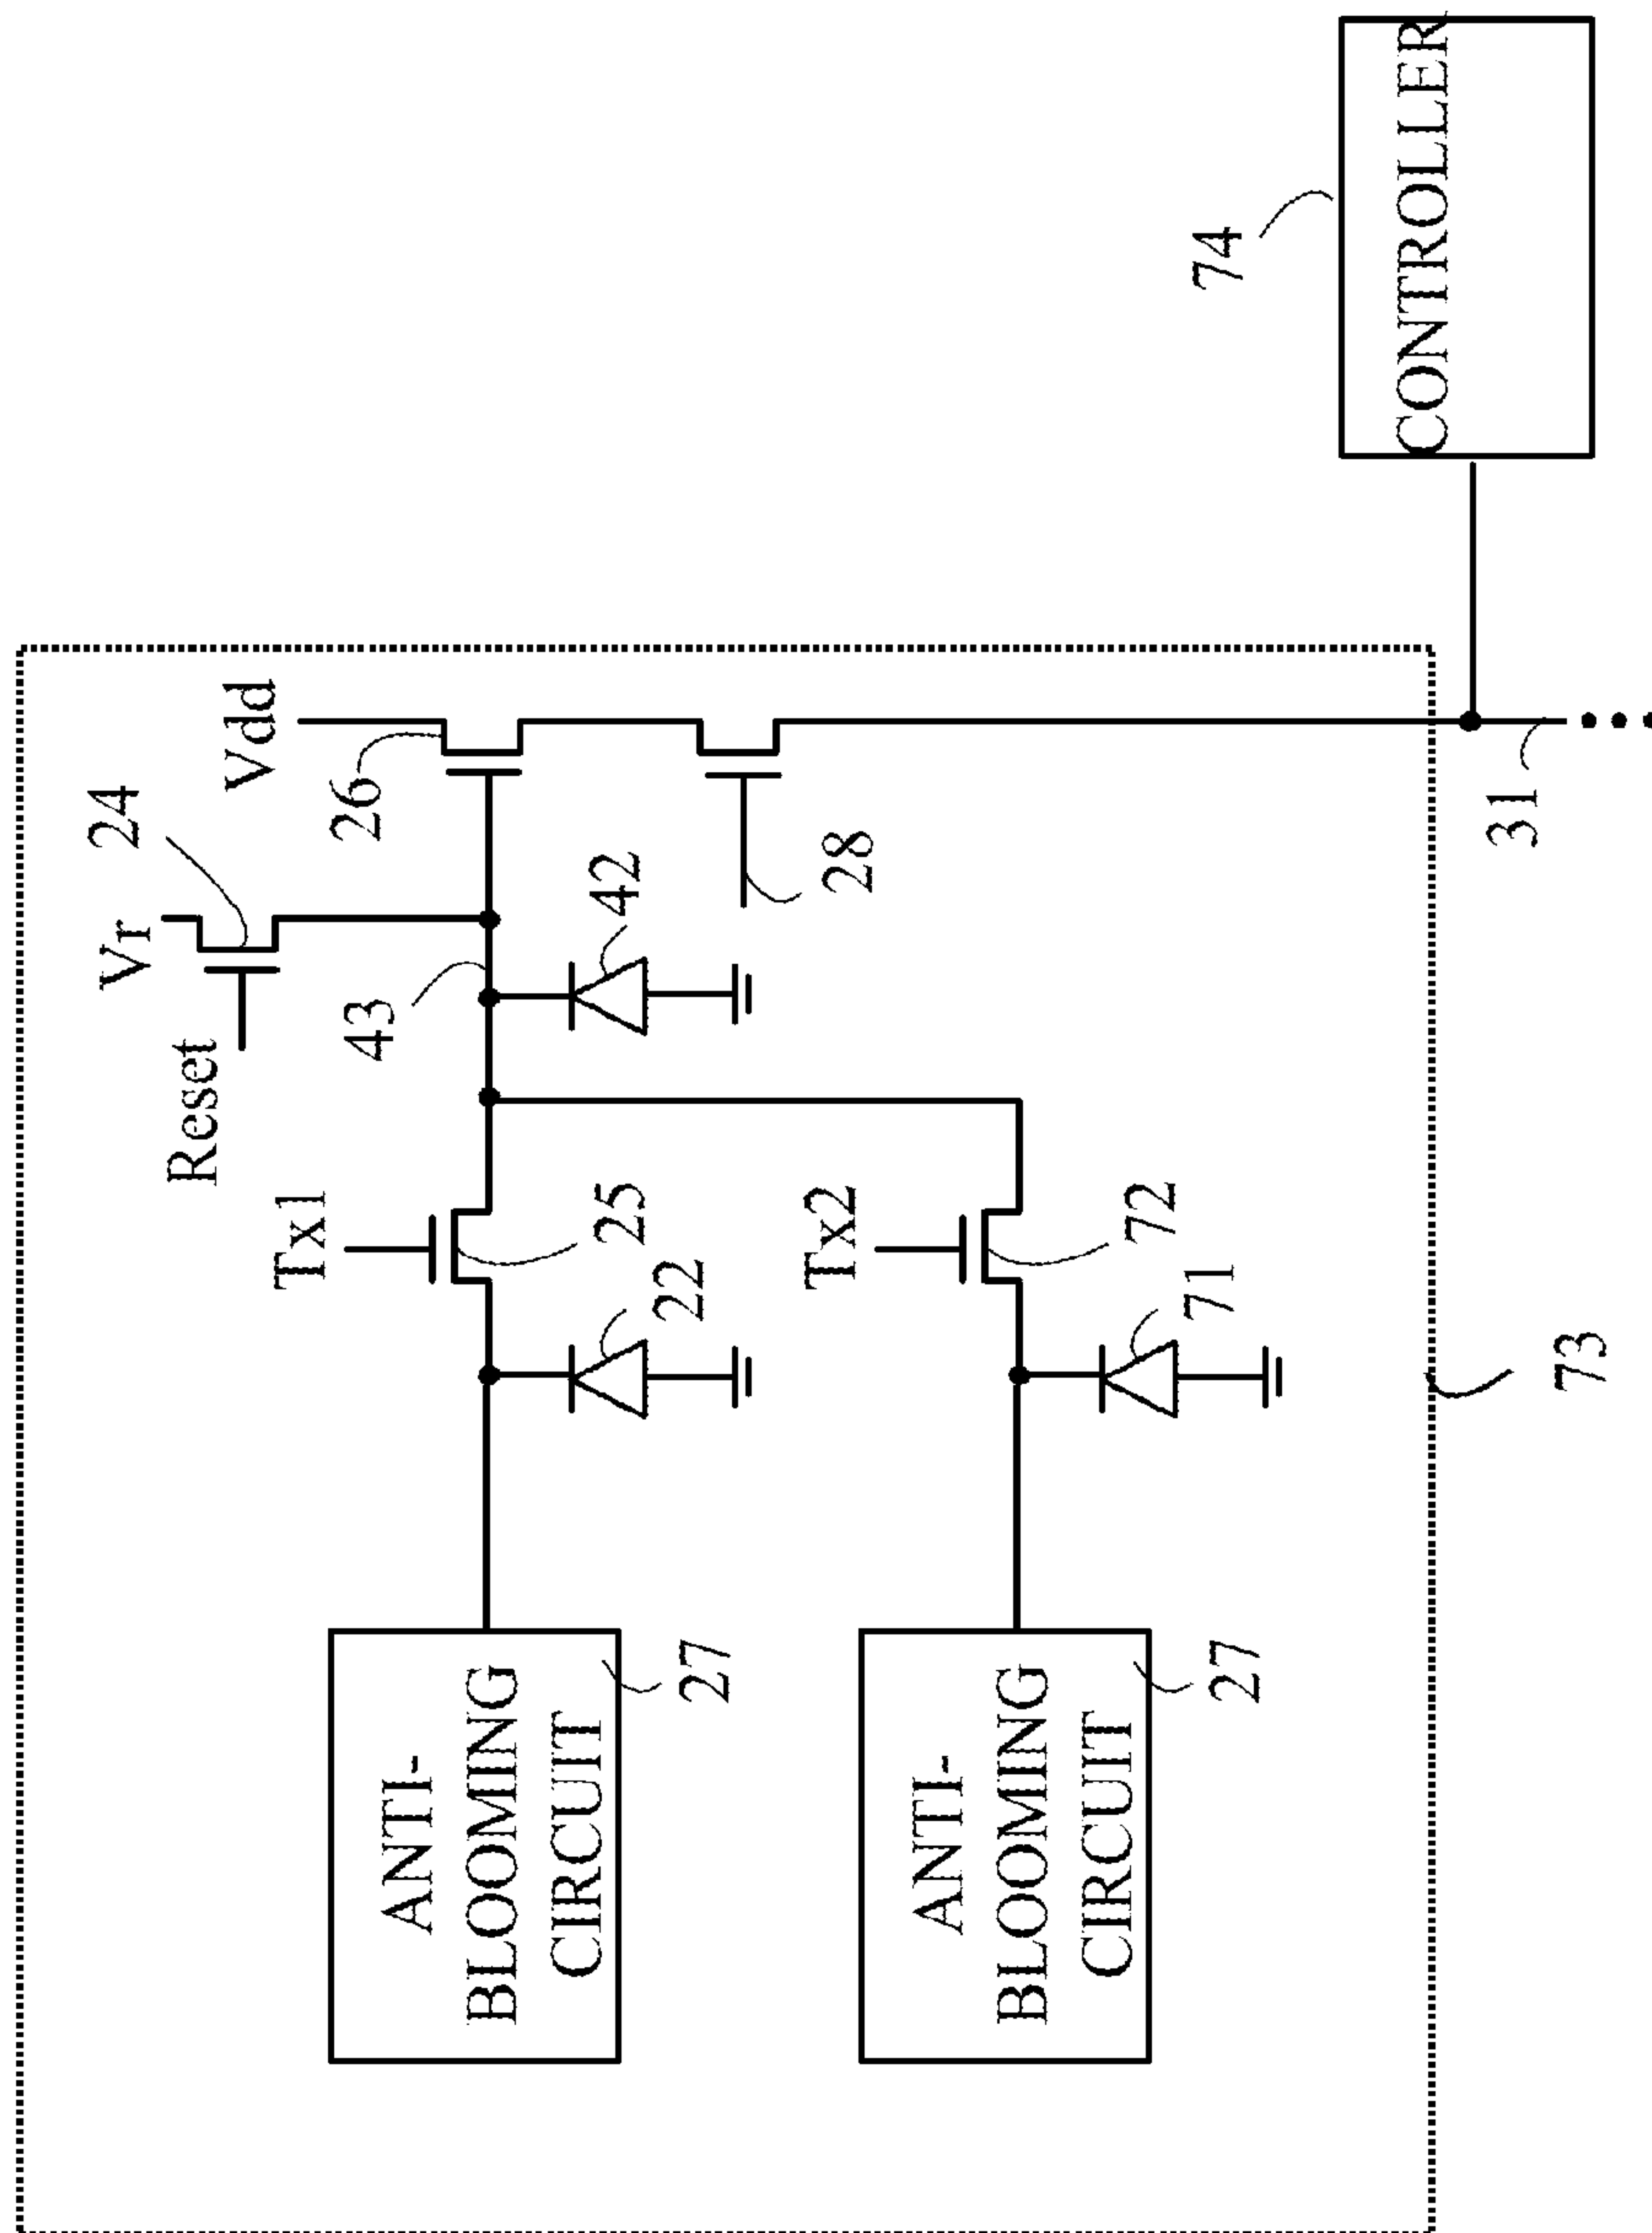 Vr
24
Reset
Vdd
Tx1
26
43
ANTI-
BLOOMING
CIRCUIT
25
42
22
27
Tx2
28
ANTI-
BLOOMING
CIRCUIT
72
71
27
74
CONTROLLER
31
73